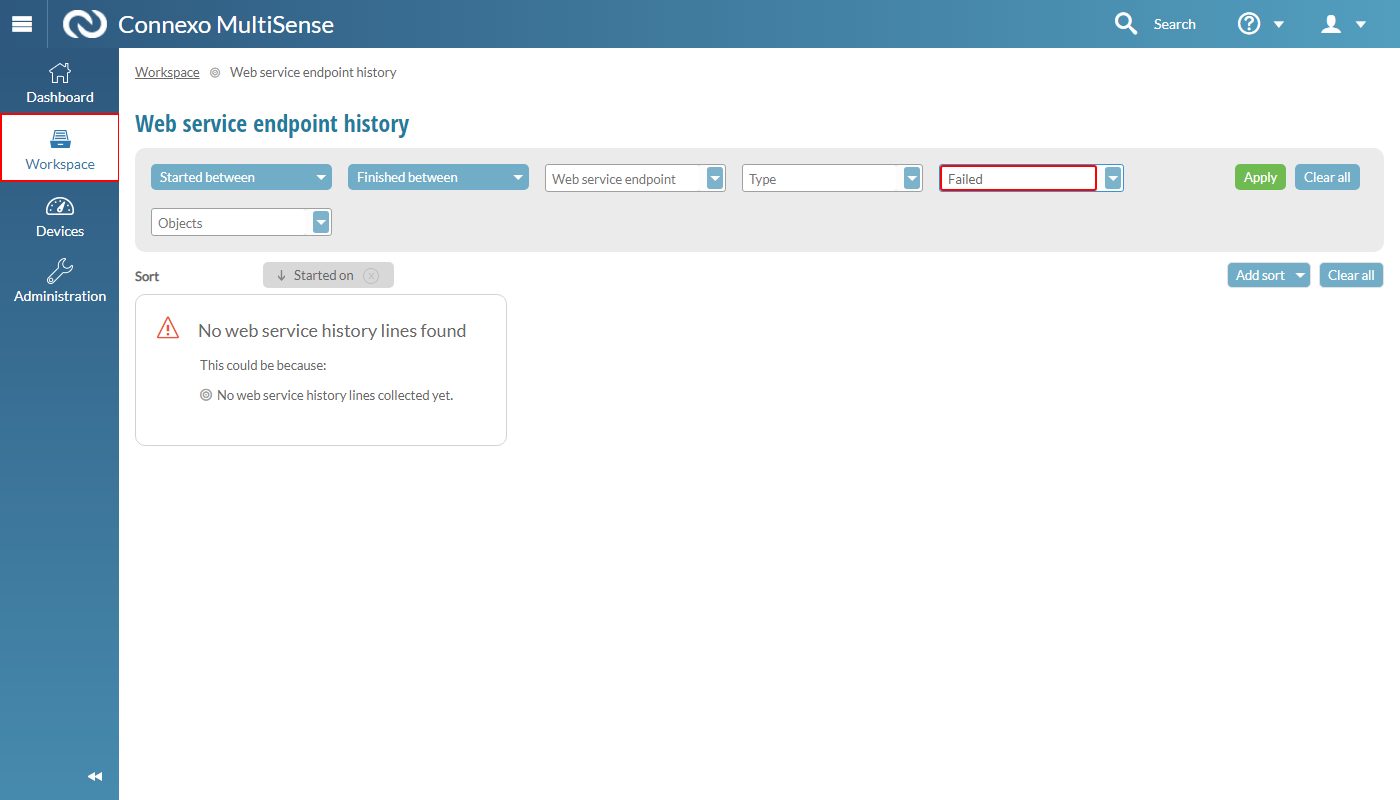 Connexo MultiSense
Search
Dashboard
Workspace
Devices
Administration
Workspace Web service endpoint history
Web service endpoint history
Started between Finished between Web service endpoint Type Failed Apply Clear all
Objects
Sort Started on Add sort Clear all
No web service history lines found
This could be because:
No web service history lines collected yet.